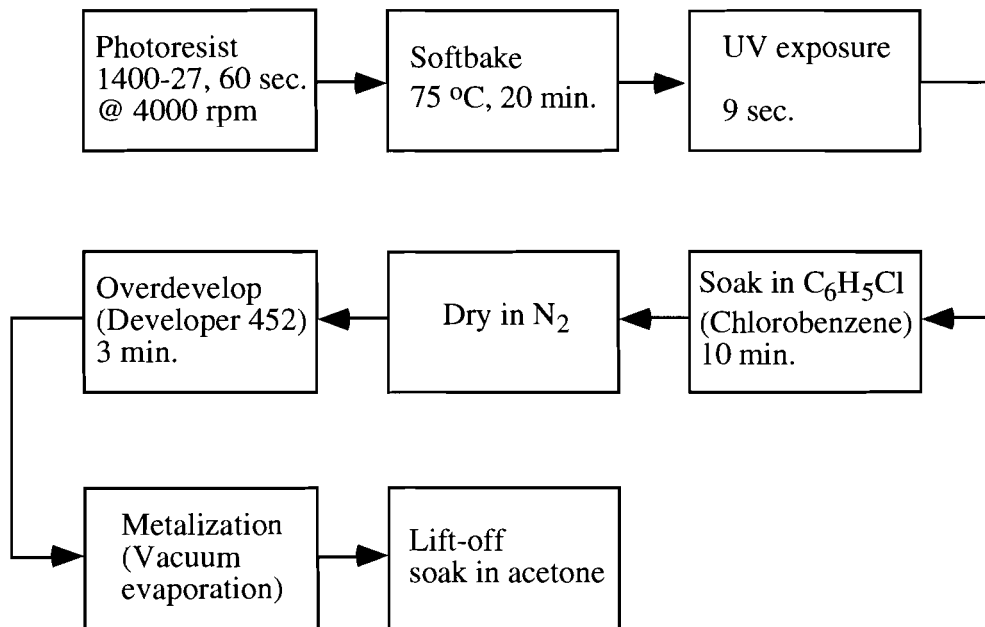 Photoresist
1400-27, 60 sec.
@ 4000 rpm
Softbake
75 °C, 20 min.
UV exposure
9 sec.
Soak in C₆H₅Cl
(Chlorobenzene)
10 min.
Dry in N₂
Overdevelop
(Developer 452)
3 min.
Metalization
(Vacuum
evaporation)
Lift-off
soak in acetone